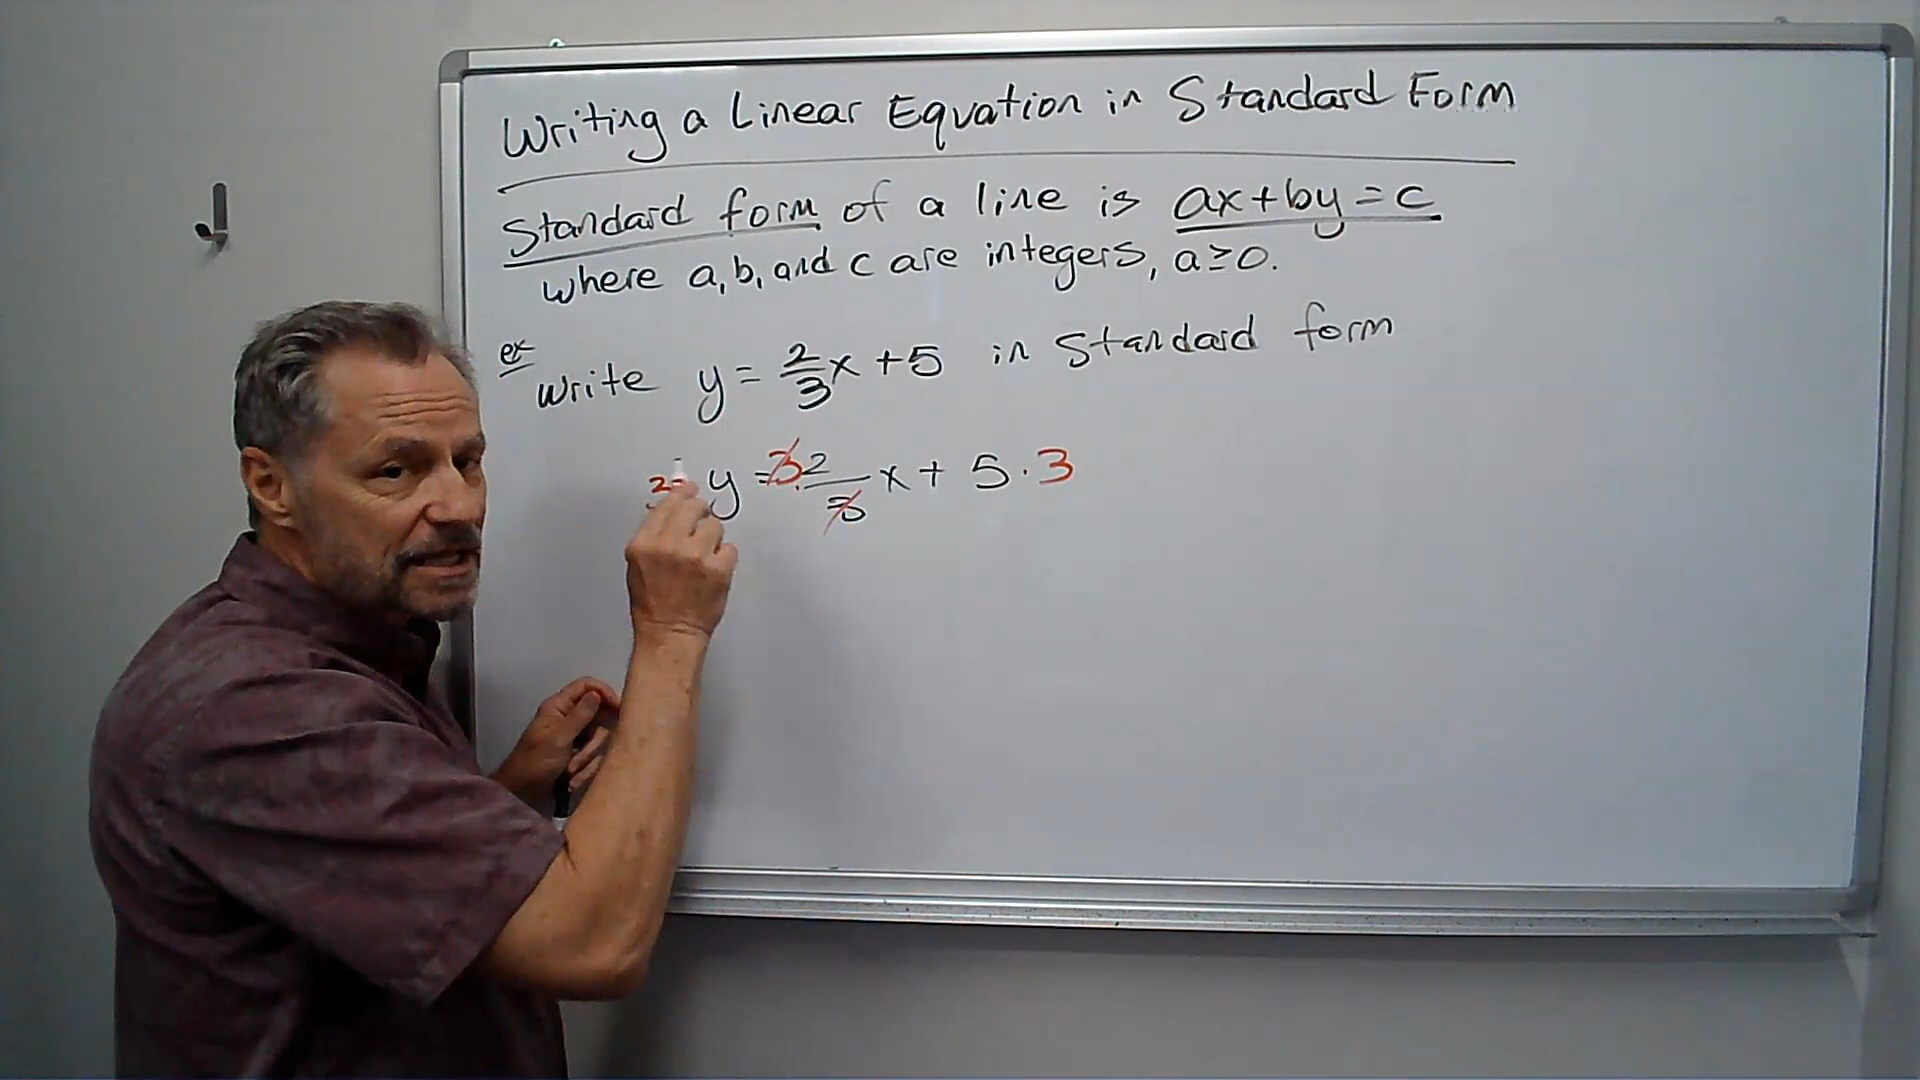 Writing a Linear Equation in Standard Form
Standard form of a line is ax+by=c
where a, b, and c are integers, a≥0.
ex
Write y = 2/3 x + 5 in standard form
y = 3·2/3 x + 5·3